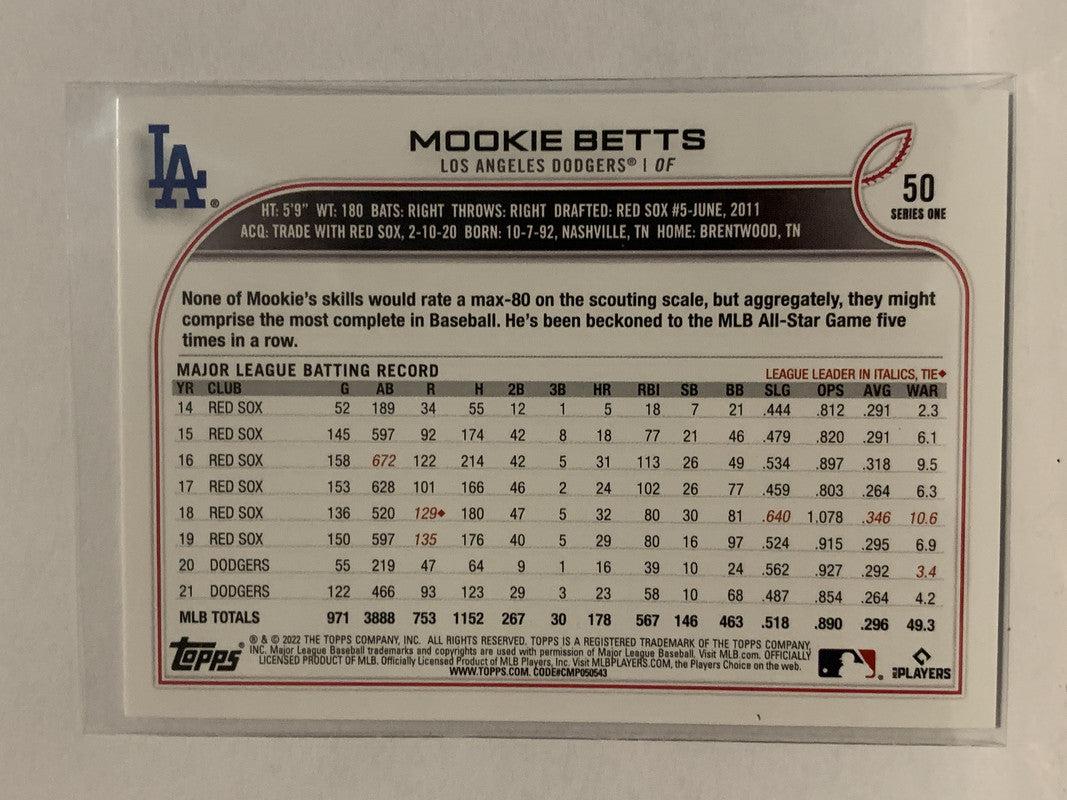 LA®
MOOKIE BETTS
LOS ANGELES DODGERS® | OF
50
SERIES ONE
HT: 5'9" WT: 180 BATS: RIGHT THROWS: RIGHT DRAFTED: RED SOX #5-JUNE, 2011
ACQ: TRADE WITH RED SOX, 2-10-20 BORN: 10-7-92, NASHVILLE, TN HOME: BRENTWOOD, TN
None of Mookie's skills would rate a max-80 on the scouting scale, but aggregately, they might
comprise the most complete in Baseball. He's been beckoned to the MLB All-Star Game five
times in a row.
MAJOR LEAGUE BATTING RECORD LEAGUE LEADER IN ITALICS, TIE◆
YR CLUB G AB R H 2B 3B HR RBI SB BB SLG OPS AVG WAR
14 RED SOX 52 189 34 55 12 1 5 18 7 21 .444 .812 .291 2.3
15 RED SOX 145 597 92 174 42 8 18 77 21 46 .479 .820 .291 6.1
16 RED SOX 158 672 122 214 42 5 31 113 26 49 .534 .897 .318 9.5
17 RED SOX 153 628 101 166 46 2 24 102 26 77 .459 .803 .264 6.3
18 RED SOX 136 520 129◆ 180 47 5 32 80 30 81 .640 1.078 .346 10.6
19 RED SOX 150 597 135 176 40 5 29 80 16 97 .524 .915 .295 6.9
20 DODGERS 55 219 47 64 9 1 16 39 10 24 .562 .927 .292 3.4
21 DODGERS 122 466 93 123 29 3 23 58 10 68 .487 .854 .264 4.2
MLB TOTALS 971 3888 753 1152 267 30 178 567 146 463 .518 .890 .296 49.3
Topps®
® & © 2022 THE TOPPS COMPANY, INC. ALL RIGHTS RESERVED. TOPPS IS A REGISTERED TRADEMARK OF THE TOPPS COMPANY,
INC. Major League Baseball trademarks and copyrights are used with permission of Major League Baseball. Visit MLB.com. OFFICIALLY
LICENSED PRODUCT OF MLB. Officially Licensed Product of MLB Players, Inc. Visit MLBPLAYERS.COM, the Players Choice on the web.
WWW.TOPPS.COM. CODE#CMP050543
MLBPLAYERS